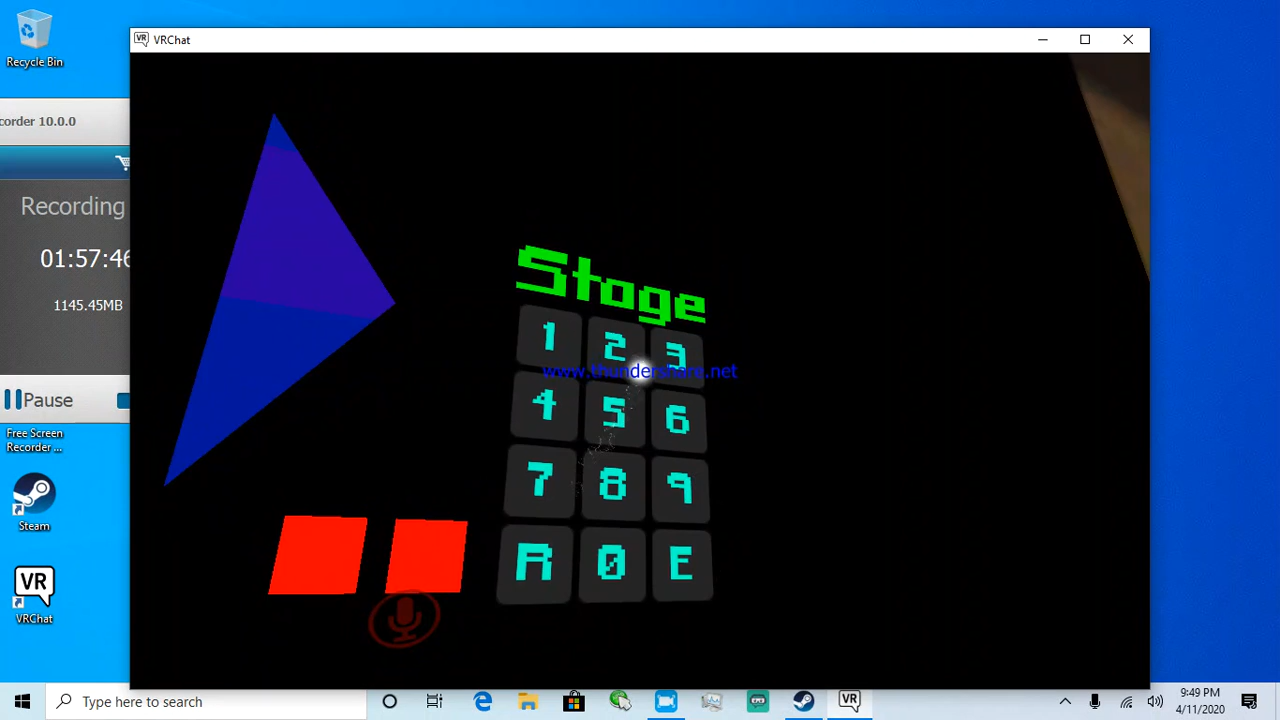 Recycle Bin
VRChat
corder 10.0.0
Recording
01:57:46
1145.45MB
Pause
Free Screen
Recorder ...
Steam
VR
VRChat
Stage
1 2 3
www.thundershare.net
4 5 6
7 8 9
R 0 E
Type here to search
VR
9:49 PM
4/11/2020